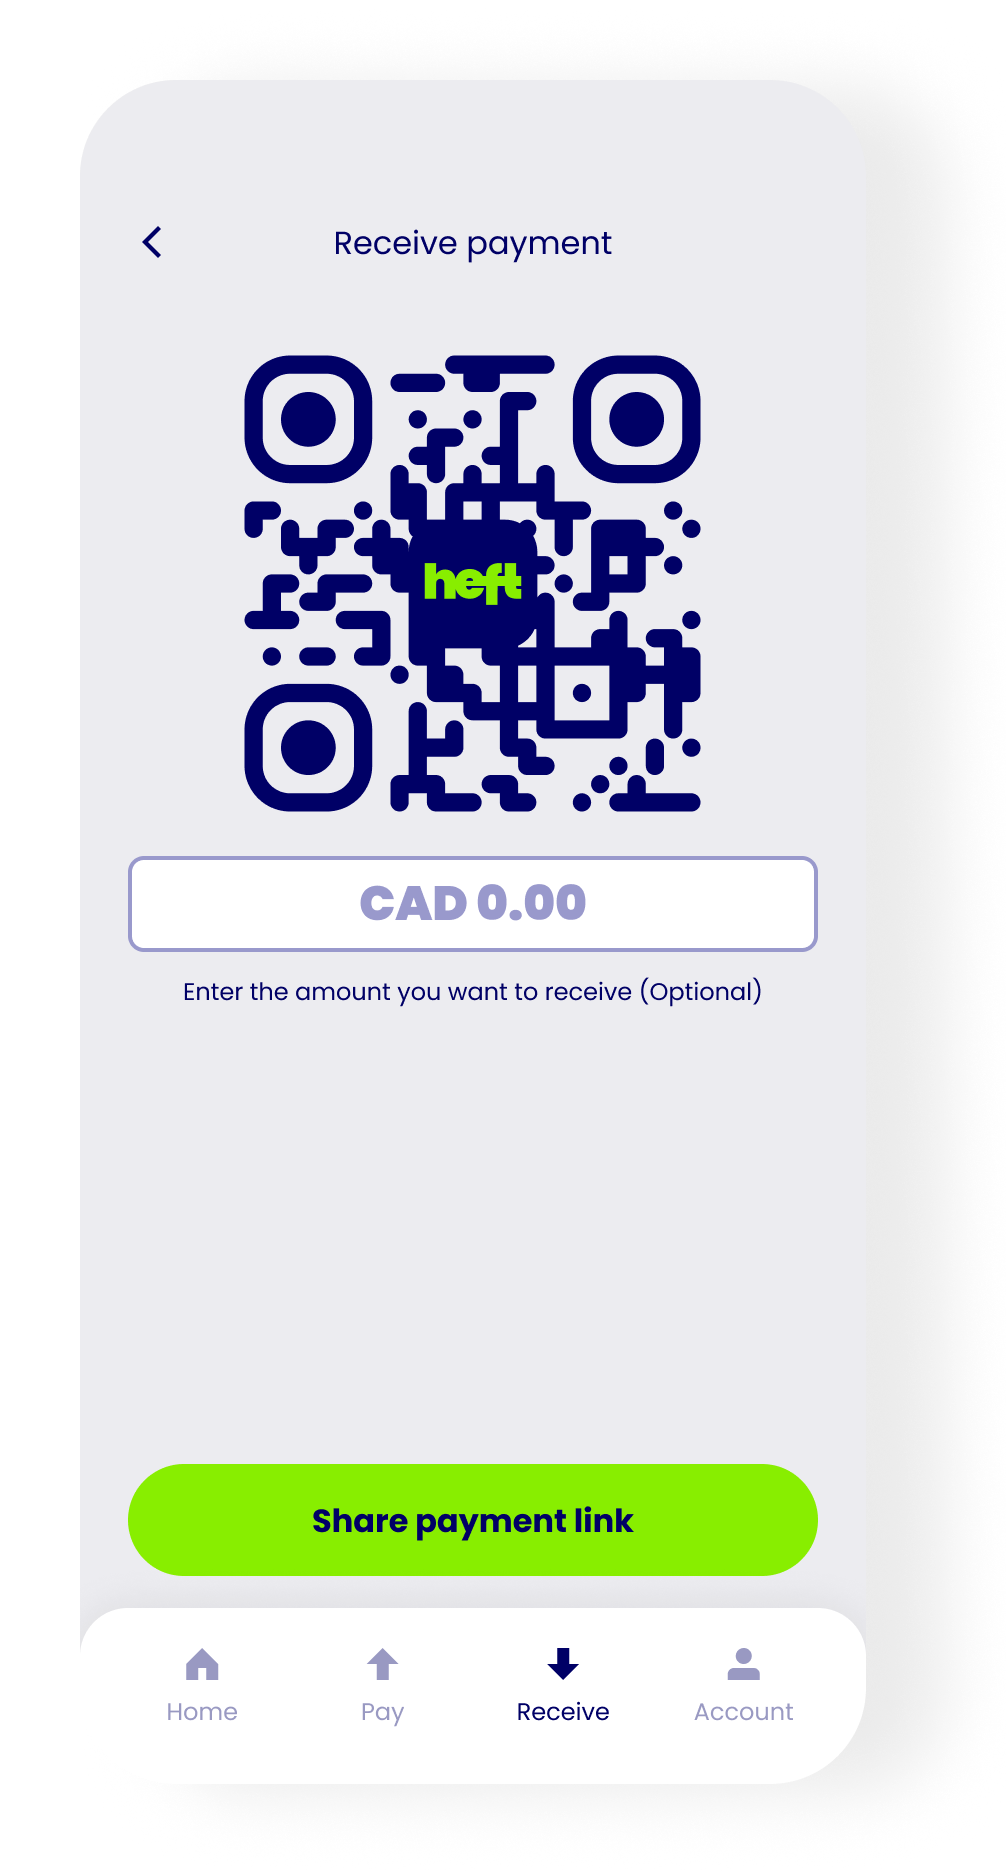 Receive payment
heft
CAD 0.00
Enter the amount you want to receive (Optional)
Share payment link
Home
Pay
Receive
Account